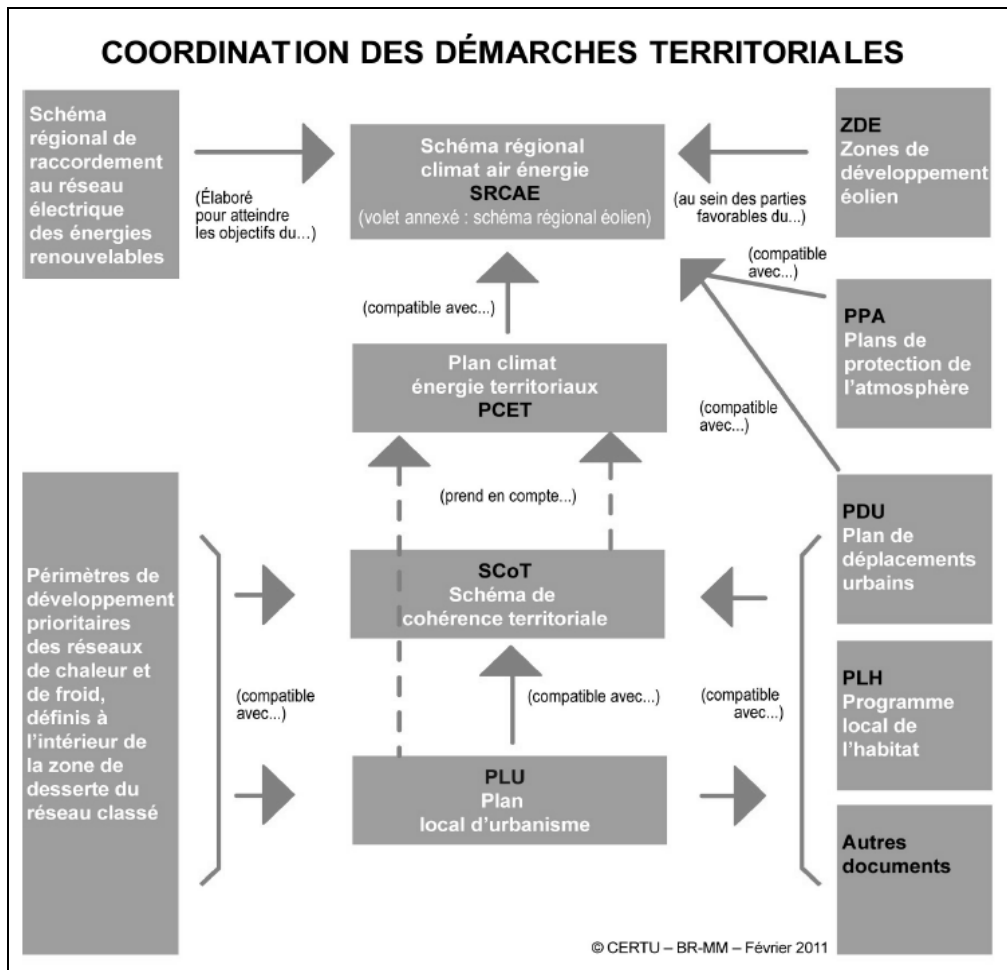 COORDINATION DES DÉMARCHES TERRITORIALES
Schéma
régional de
raccordement
au réseau
électrique
des énergies
renouvelables
(Élaboré
pour atteindre
les objectifs du...)
Schéma régional
climat air énergie
SRCAE
(volet annexé : schéma régional éolien)
(au sein des parties
favorables du...)
ZDE
Zones de
développement
éolien
(compatible
avec...)
PPA
Plans de
protection de
l'atmosphère
(compatible avec...)
Plan climat
énergie territoriaux
PCET
(compatible
avec...)
(prend en compte...)
Périmètres de
développement
prioritaires
des réseaux
de chaleur et
de froid,
définis à
l'intérieur de
la zone de
desserte du
réseau classé
(compatible
avec...)
SCoT
Schéma de
cohérence territoriale
(compatible avec...)
PLU
Plan
local d'urbanisme
(compatible
avec...)
PDU
Plan de
déplacements
urbains
PLH
Programme
local de
l'habitat
Autres
documents
© CERTU – BR-MM – Février 2011